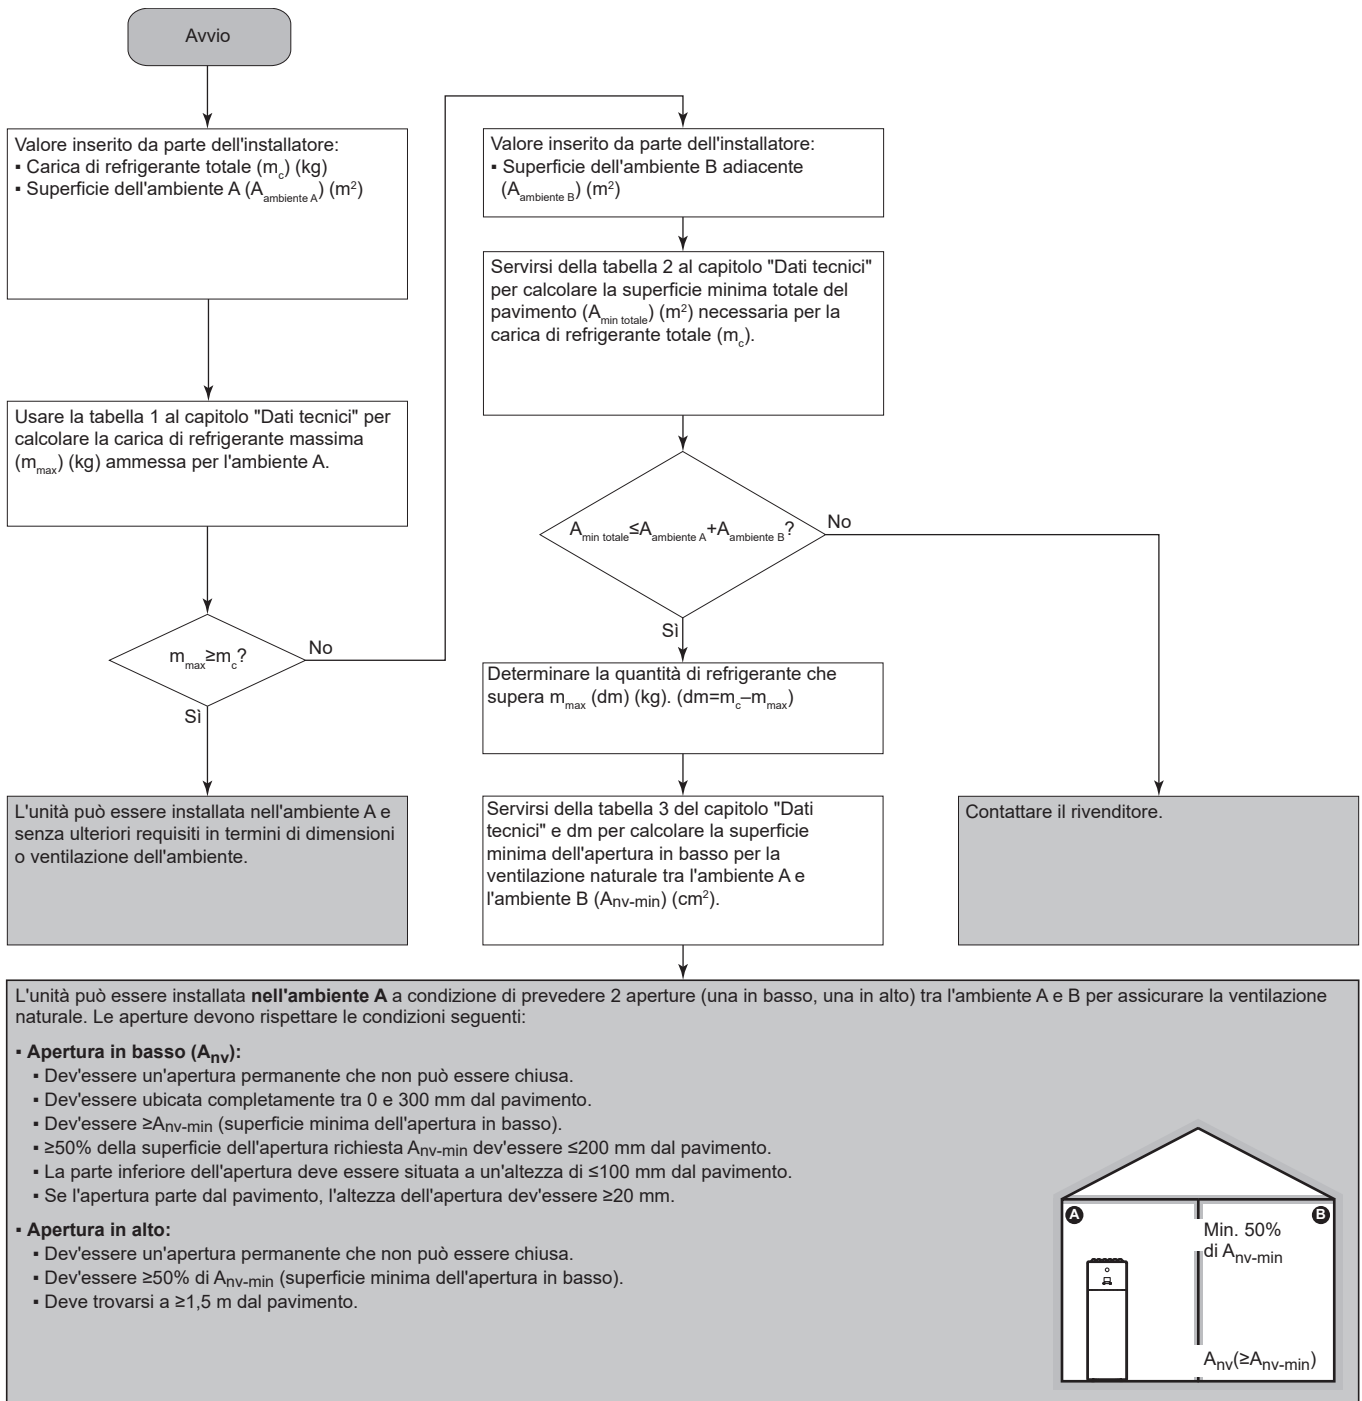 Avvio
Valore inserito da parte dell'installatore:
▪ Carica di refrigerante totale (mc) (kg)
▪ Superficie dell'ambiente A (Aambiente A) (m²)
Usare la tabella 1 al capitolo "Dati tecnici" per
calcolare la carica di refrigerante massima
(mmax) (kg) ammessa per l'ambiente A.
mmax≥mc?
No
Sì
L'unità può essere installata nell'ambiente A e
senza ulteriori requisiti in termini di dimensioni
o ventilazione dell'ambiente.
Valore inserito da parte dell'installatore:
▪ Superficie dell'ambiente B adiacente
(Aambiente B) (m²)
Servirsi della tabella 2 al capitolo "Dati tecnici"
per calcolare la superficie minima totale del
pavimento (Amin totale) (m²) necessaria per la
carica di refrigerante totale (mc).
Amin totale≤Aambiente A+Aambiente B?
No
Sì
Determinare la quantità di refrigerante che
supera mmax (dm) (kg). (dm=mc–mmax)
Servirsi della tabella 3 del capitolo "Dati
tecnici" e dm per calcolare la superficie
minima dell'apertura in basso per la
ventilazione naturale tra l'ambiente A e
l'ambiente B (Anv-min) (cm²).
Contattare il rivenditore.
L'unità può essere installata nell'ambiente A a condizione di prevedere 2 aperture (una in basso, una in alto) tra l'ambiente A e B per assicurare la ventilazione
naturale. Le aperture devono rispettare le condizioni seguenti:
▪ Apertura in basso (Anv):
▪ Dev'essere un'apertura permanente che non può essere chiusa.
▪ Dev'essere ubicata completamente tra 0 e 300 mm dal pavimento.
▪ Dev'essere ≥Anv-min (superficie minima dell'apertura in basso).
▪ ≥50% della superficie dell'apertura richiesta Anv-min dev'essere ≤200 mm dal pavimento.
▪ La parte inferiore dell'apertura deve essere situata a un'altezza di ≤100 mm dal pavimento.
▪ Se l'apertura parte dal pavimento, l'altezza dell'apertura dev'essere ≥20 mm.
▪ Apertura in alto:
▪ Dev'essere un'apertura permanente che non può essere chiusa.
▪ Dev'essere ≥50% di Anv-min (superficie minima dell'apertura in basso).
▪ Deve trovarsi a ≥1,5 m dal pavimento.
A
B
Min. 50%
di Anv-min
Anv(≥Anv-min)